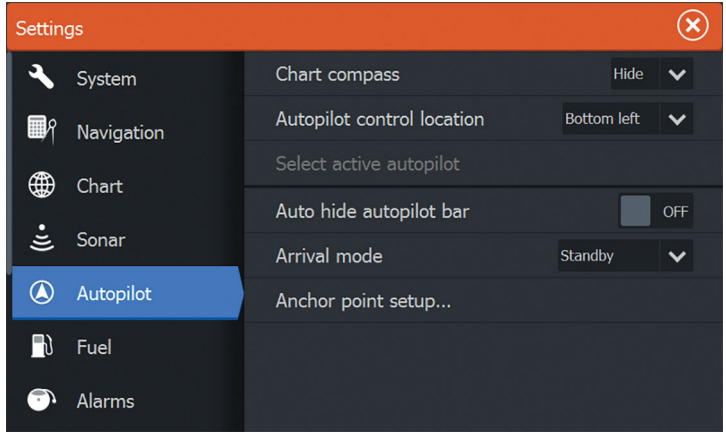 Settings
System
Navigation
Chart
Sonar
Autopilot
Fuel
Alarms
Chart compass Hide
Autopilot control location Bottom left
Select active autopilot
Auto hide autopilot bar OFF
Arrival mode Standby
Anchor point setup...